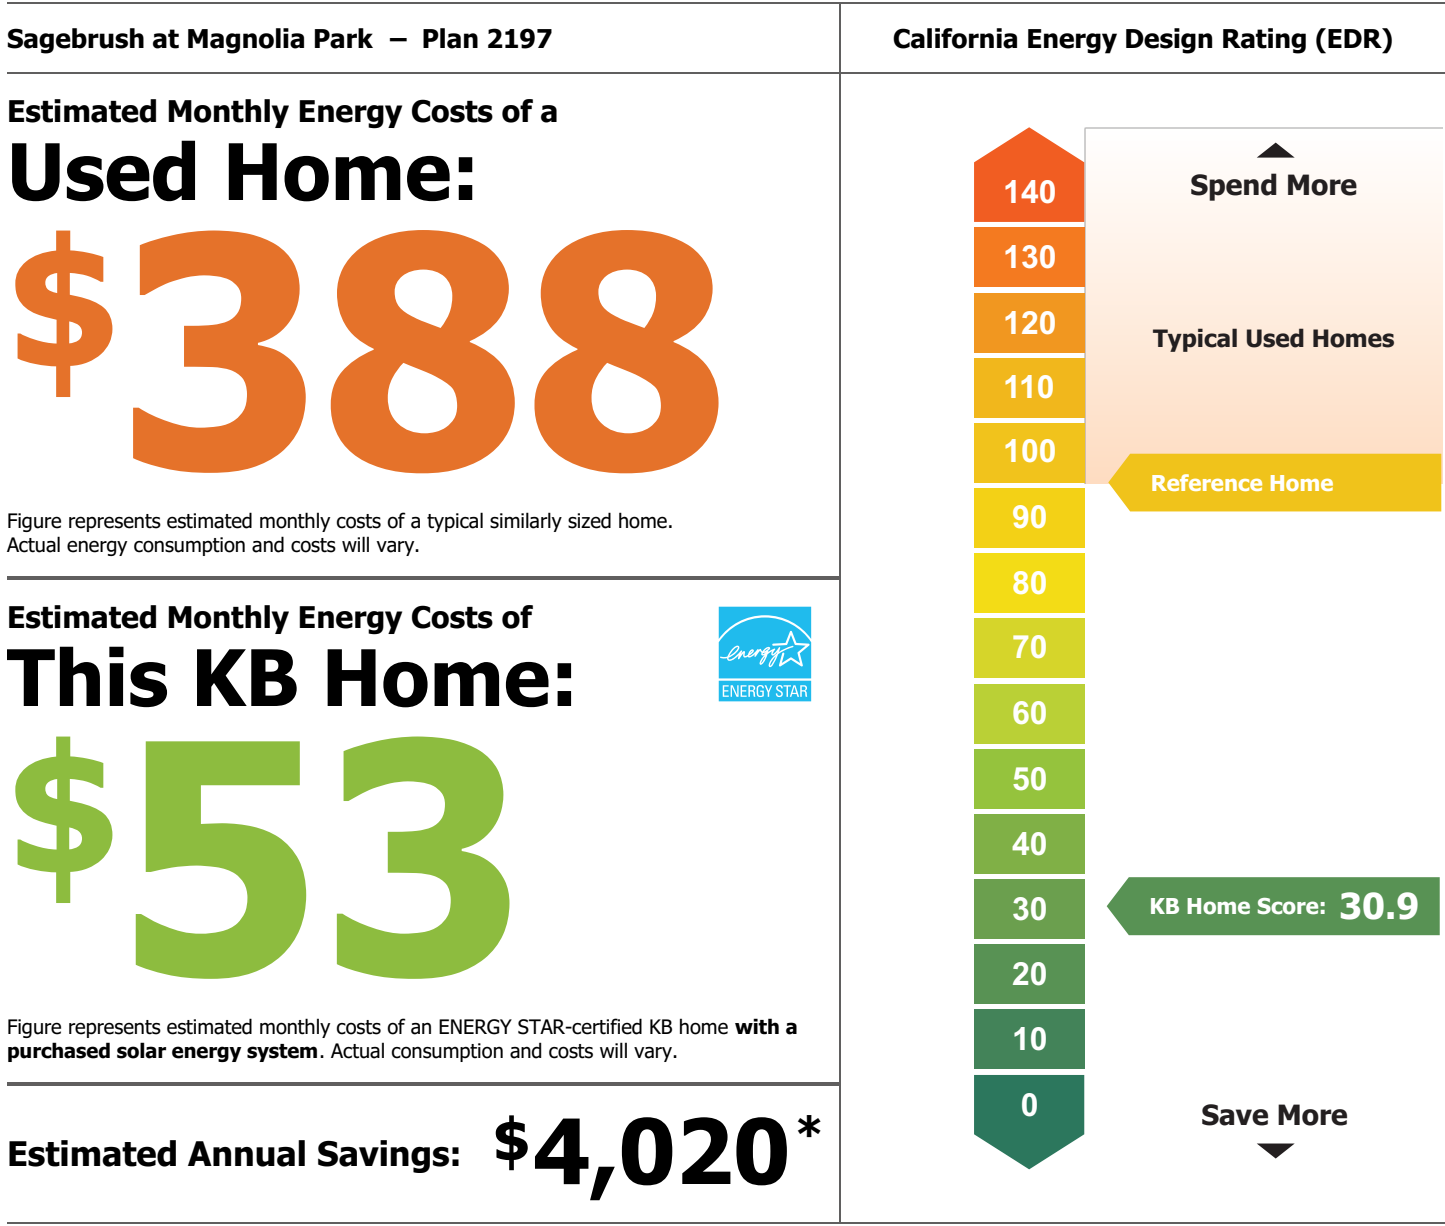 Sagebrush at Magnolia Park – Plan 2197
Estimated Monthly Energy Costs of a
Used Home:
$388
Figure represents estimated monthly costs of a typical similarly sized home.
Actual energy consumption and costs will vary.
Estimated Monthly Energy Costs of
This KB Home:
energy
ENERGY STAR
$53
Figure represents estimated monthly costs of an ENERGY STAR-certified KB home with a
purchased solar energy system. Actual consumption and costs will vary.
Estimated Annual Savings: $4,020*
California Energy Design Rating (EDR)
140
Spend More
130
120
Typical Used Homes
110
100
Reference Home
90
80
70
60
50
40
30
KB Home Score: 30.9
20
10
0
Save More